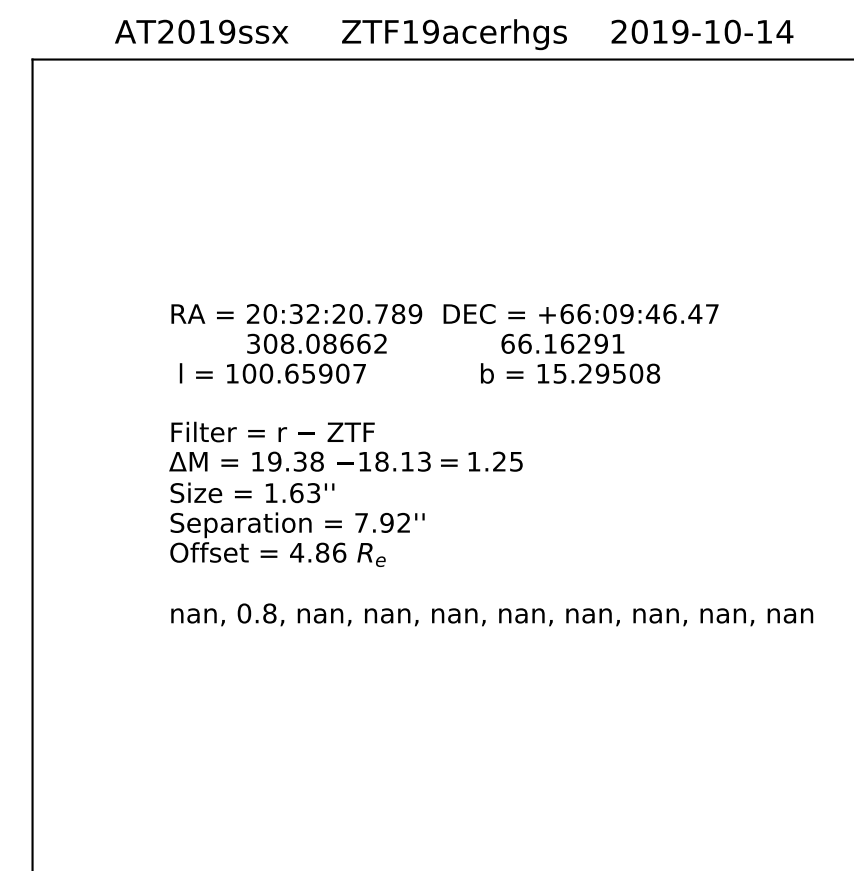 AT2019ssx ZTF19acerhgs 2019-10-14
RA = 20:32:20.789 DEC = +66:09:46.47
308.08662 66.16291
l = 100.65907 b = 15.29508
Filter = r − ZTF
ΔM = 19.38 −18.13 = 1.25
Size = 1.63''
Separation = 7.92''
Offset = 4.86 Re
nan, 0.8, nan, nan, nan, nan, nan, nan, nan, nan